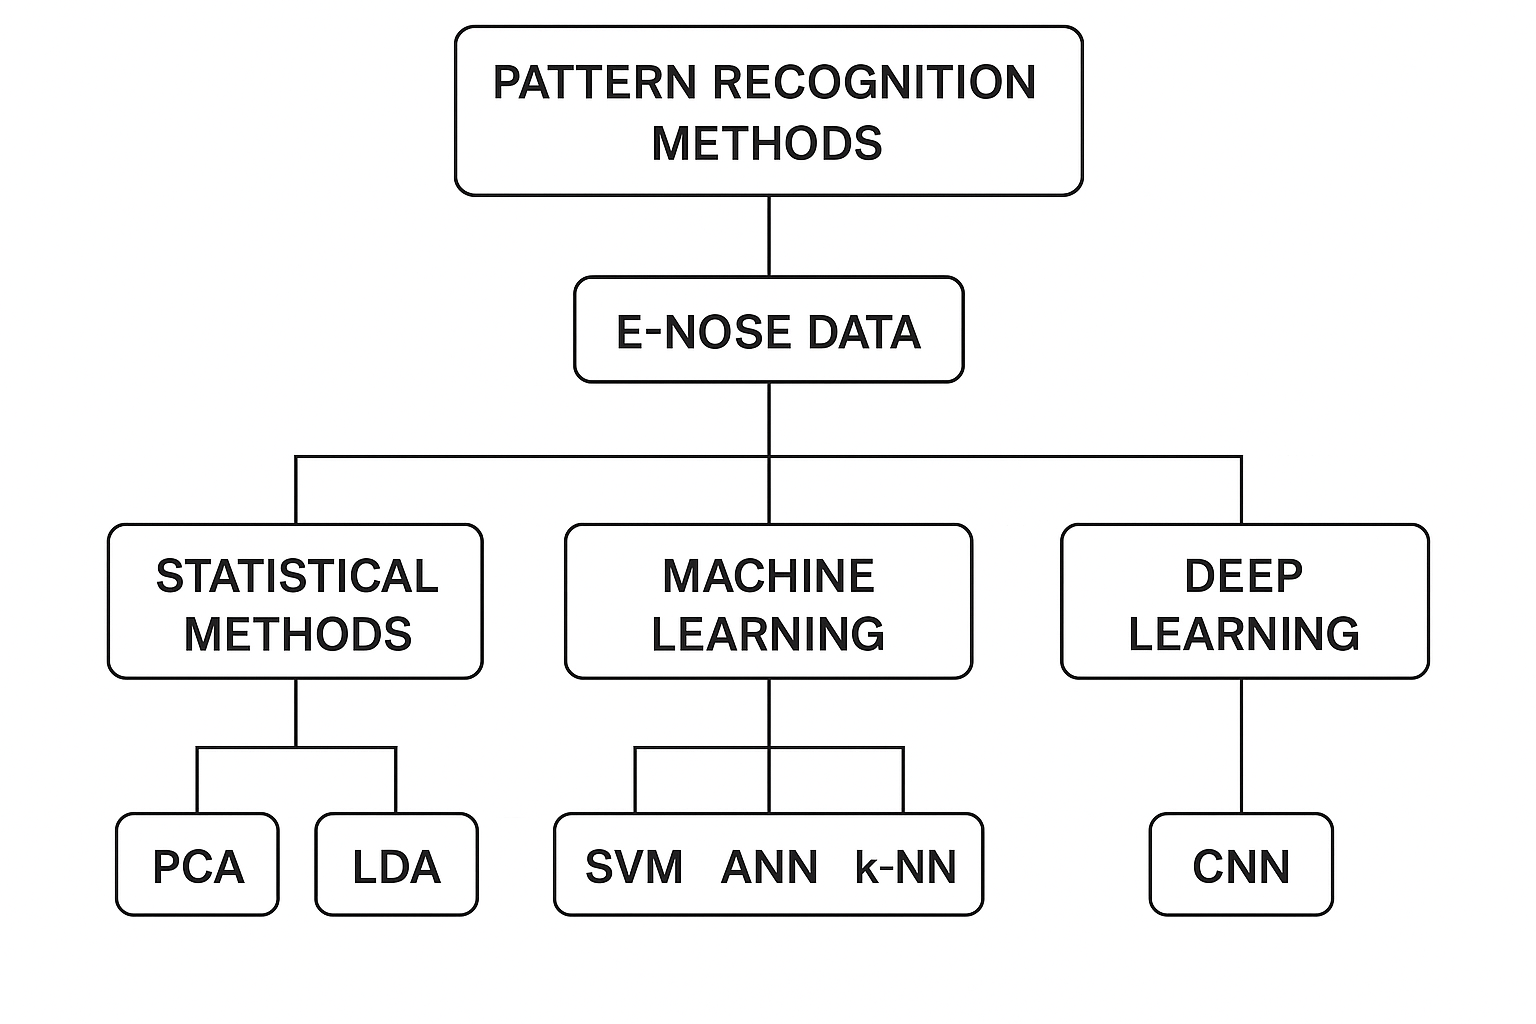 PATTERN RECOGNITION
METHODS
E-NOSE DATA
STATISTICAL
METHODS
MACHINE
LEARNING
DEEP
LEARNING
PCA
LDA
SVM ANN k-NN
CNN